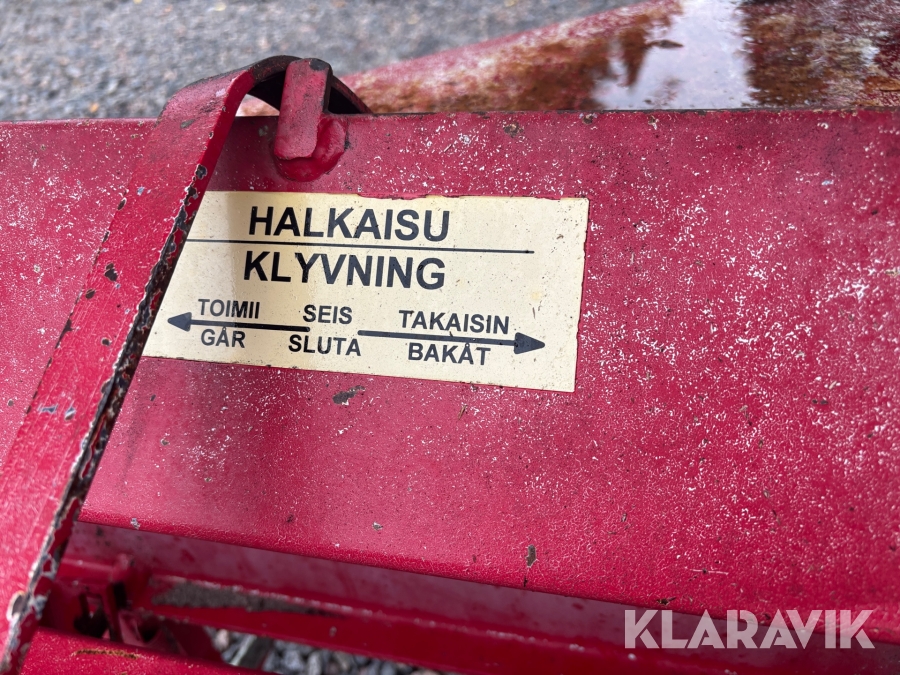 HALKAISU
KLYVNING
TOIMII SEIS TAKAISIN
GÅR SLUTA BAKÅT
KLARAVIK